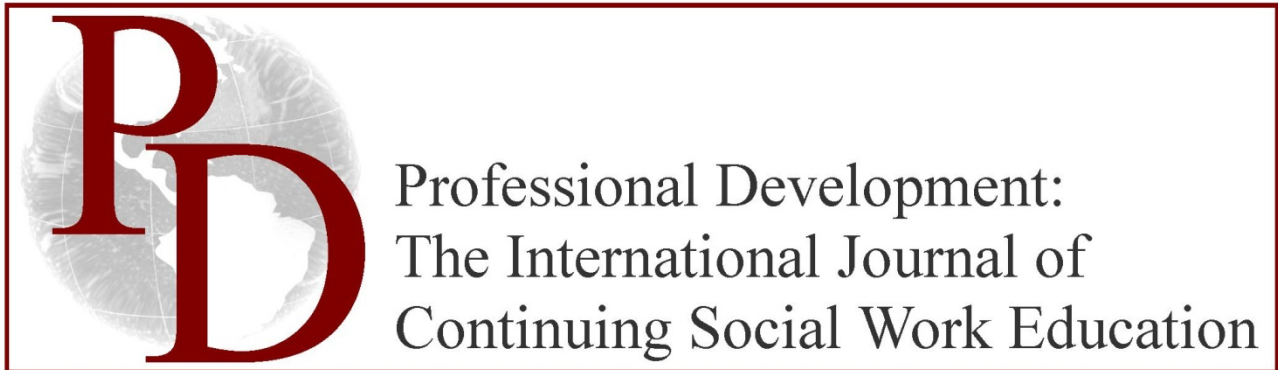 PD
Professional Development:
The International Journal of
Continuing Social Work Education